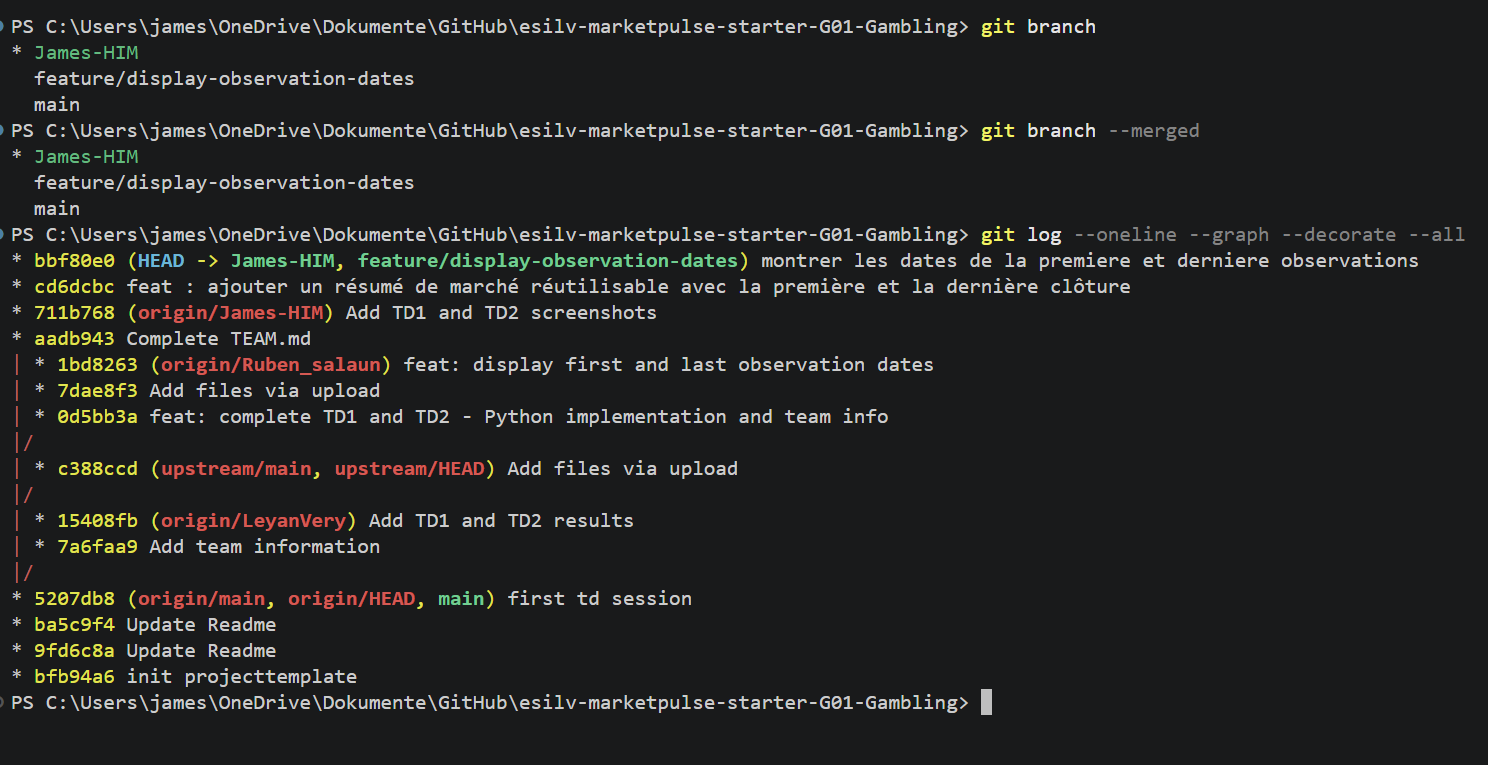 PS C:\Users\james\OneDrive\Dokumente\GitHub\esilv-marketpulse-starter-G01-Gambling> git branch
* James-HIM
  feature/display-observation-dates
  main
PS C:\Users\james\OneDrive\Dokumente\GitHub\esilv-marketpulse-starter-G01-Gambling> git branch --merged
* James-HIM
  feature/display-observation-dates
  main
PS C:\Users\james\OneDrive\Dokumente\GitHub\esilv-marketpulse-starter-G01-Gambling> git log --oneline --graph --decorate --all
* bbf80e0 (HEAD -> James-HIM, feature/display-observation-dates) montrer les dates de la premiere et derniere observations
* cd6dcbc feat : ajouter un résumé de marché réutilisable avec la première et la dernière clôture
* 711b768 (origin/James-HIM) Add TD1 and TD2 screenshots
* aadb943 Complete TEAM.md
| * 1bd8263 (origin/Ruben_salaun) feat: display first and last observation dates
| * 7dae8f3 Add files via upload
| * 0d5bb3a feat: complete TD1 and TD2 - Python implementation and team info
|/
| * c388ccd (upstream/main, upstream/HEAD) Add files via upload
|/
| * 15408fb (origin/LeyanVery) Add TD1 and TD2 results
| * 7a6faa9 Add team information
|/
* 5207db8 (origin/main, origin/HEAD, main) first td session
* ba5c9f4 Update Readme
* 9fd6c8a Update Readme
* bfb94a6 init projecttemplate
PS C:\Users\james\OneDrive\Dokumente\GitHub\esilv-marketpulse-starter-G01-Gambling>